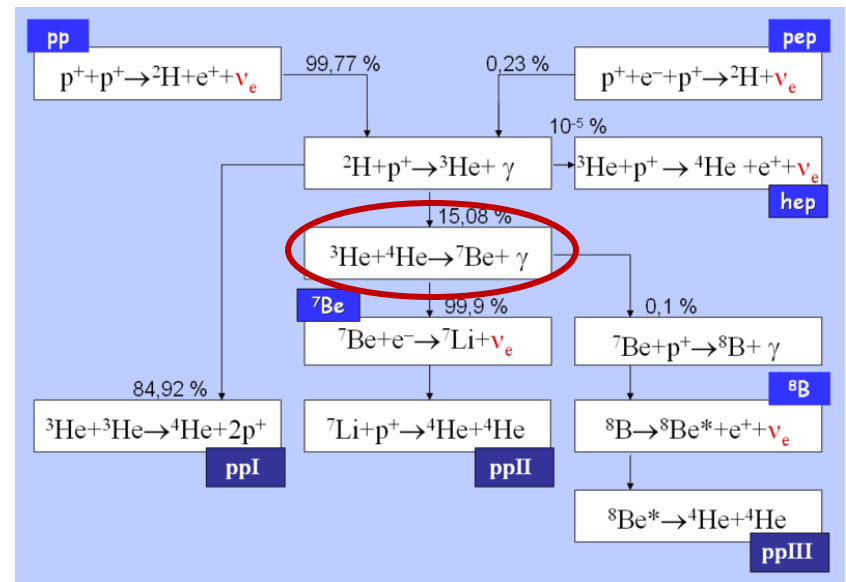 pp
pep
p⁺+p⁺→²H+e⁺+νₑ
99,77 %
0,23 %
p⁺+e⁻+p⁺→²H+νₑ
10⁻⁵ %
²H+p⁺→³He+ γ
³He+p⁺ → ⁴He +e⁺+νₑ
hep
15,08 %
³He+⁴He→⁷Be+ γ
⁷Be
99,9 %
0,1 %
⁷Be+e⁻→⁷Li+νₑ
⁷Be+p⁺→⁸B+ γ
84,92 %
⁸B
³He+³He→⁴He+2p⁺
⁷Li+p⁺→⁴He+⁴He
⁸B→⁸Be*+e⁺+νₑ
ppI
ppII
⁸Be*→⁴He+⁴He
ppIII